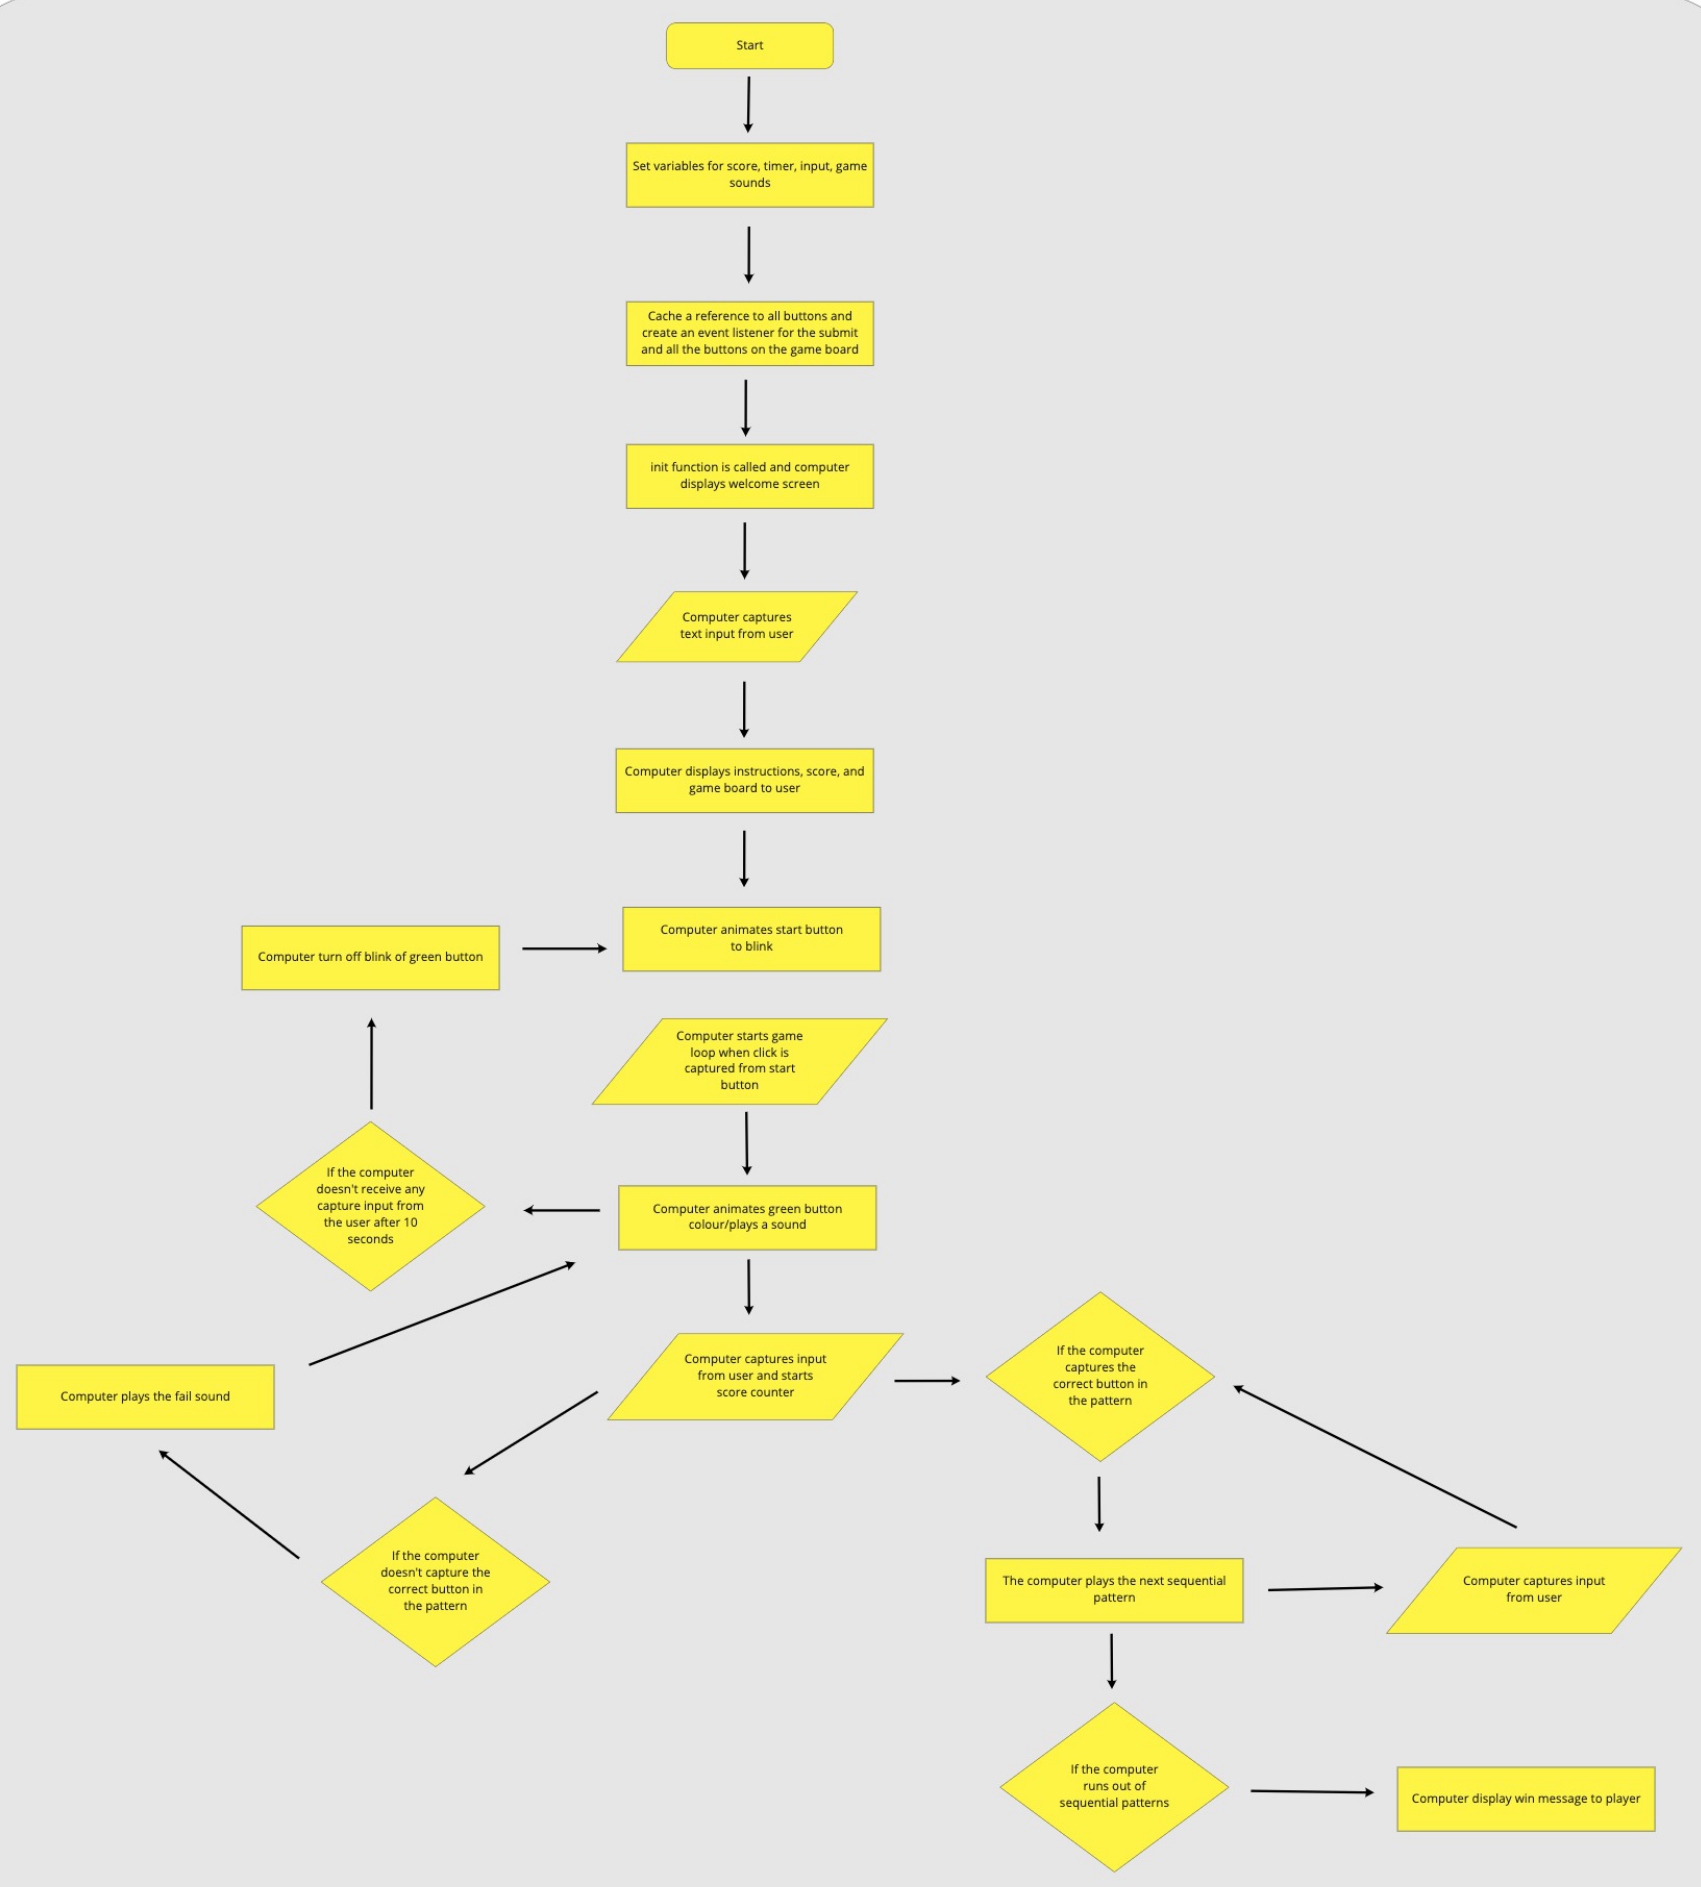 Start
Set variables for score, timer, input, game
sounds
Cache a reference to all buttons and
create an event listener for the submit
and all the buttons on the game board
init function is called and computer
displays welcome screen
Computer captures
text input from user
Computer displays instructions, score, and
game board to user
Computer animates start button
to blink
Computer turn off blink of green button
Computer starts game
loop when click is
captured from start
button
If the computer
doesn't receive any
capture input from
the user after 10
seconds
Computer animates green button
colour/plays a sound
Computer captures input
from user and starts
score counter
If the computer
captures the
correct button in
the pattern
Computer plays the fail sound
If the computer
doesn't capture the
correct button in
the pattern
The computer plays the next sequential
pattern
Computer captures input
from user
If the computer
runs out of
sequential patterns
Computer display win message to player